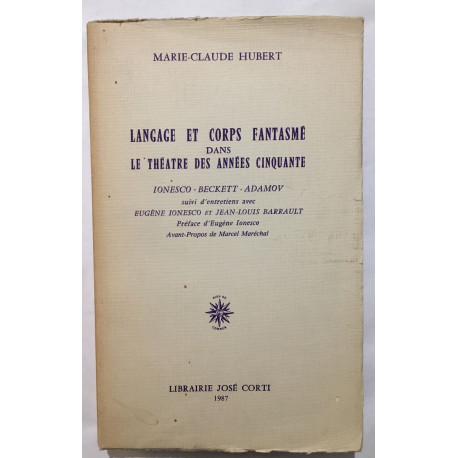 MARIE-CLAUDE HUBERT
LANGAGE ET CORPS FANTASMÉ
DANS
LE THÉATRE DES ANNÉES CINQUANTE
IONESCO - BECKETT - ADAMOV
suivi d'entretiens avec
EUGÈNE IONESCO ET JEAN-LOUIS BARRAULT
Préface d'Eugène Ionesco
Avant-Propos de Marcel Maréchal
LIBRAIRIE JOSÉ CORTI
1987